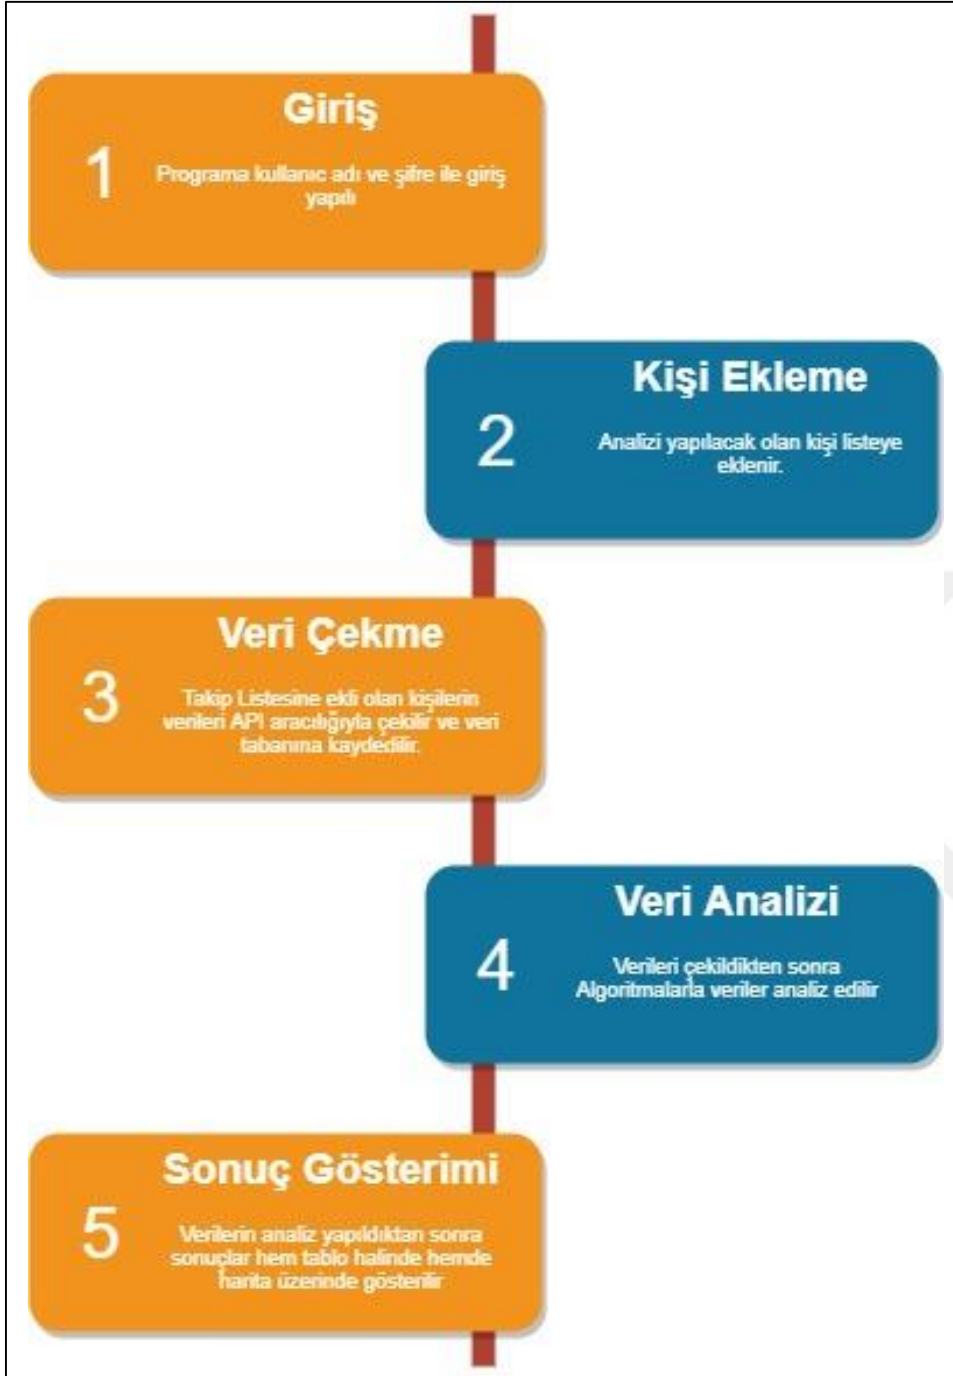 Giriş
1
Programa kullanıc adı ve şifre ile giriş
yapılı
Kişi Ekleme
2
Analizi yapılacak olan kişi listeye
eklenir.
Veri Çekme
3
Takip Listesine ekli olan kişilerin
verileri API aracılığıyla çekilir ve veri
tabanına kaydedilir.
Veri Analizi
4
Verileri çekildikten sonra
Algoritmalarla veriler analiz edilir
Sonuç Gösterimi
5
Verilerin analiz yapıldıktan sonra
sonuçlar hem tablo halinde hemde
harita üzerinde gösterilir